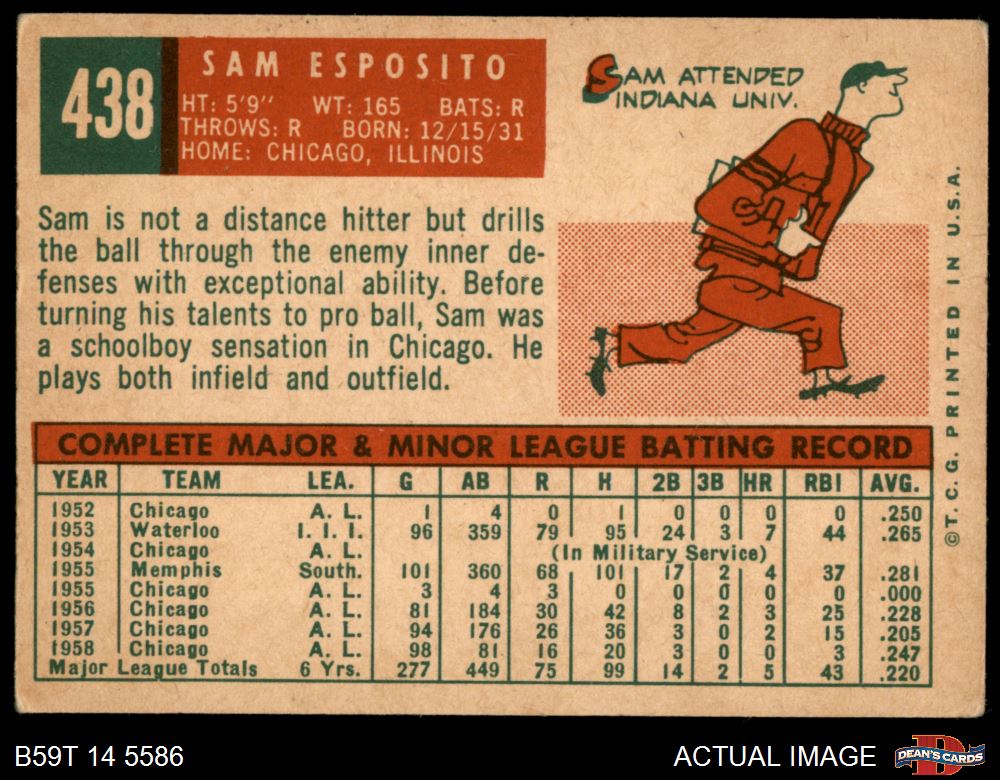 438
SAM ESPOSITO
HT: 5'9" WT: 165 BATS: R
THROWS: R BORN: 12/15/31
HOME: CHICAGO, ILLINOIS
SAM ATTENDED
INDIANA UNIV.
Sam is not a distance hitter but drills
the ball through the enemy inner de-
fenses with exceptional ability. Before
turning his talents to pro ball, Sam was
a schoolboy sensation in Chicago. He
plays both infield and outfield.
©T. C. G. PRINTED IN U. S. A.
COMPLETE MAJOR & MINOR LEAGUE BATTING RECORD
YEAR TEAM LEA. G AB R H 2B 3B HR RBI AVG.
1952 Chicago A. L. 1 4 0 1 0 0 0 0 .250
1953 Waterloo I. I. I. 96 359 79 95 24 3 7 44 .265
1954 Chicago A. L. (In Military Service)
1955 Memphis South. 101 360 68 101 17 2 4 37 .281
1955 Chicago A. L. 3 4 3 0 0 0 0 0 .000
1956 Chicago A. L. 81 184 30 42 8 2 3 25 .228
1957 Chicago A. L. 94 176 26 36 3 0 2 15 .205
1958 Chicago A. L. 98 81 16 20 3 0 0 3 .247
Major League Totals 6 Yrs. 277 449 75 99 14 2 5 43 .220
B59T 14 5586
ACTUAL IMAGE
D
DEAN'S CARDS